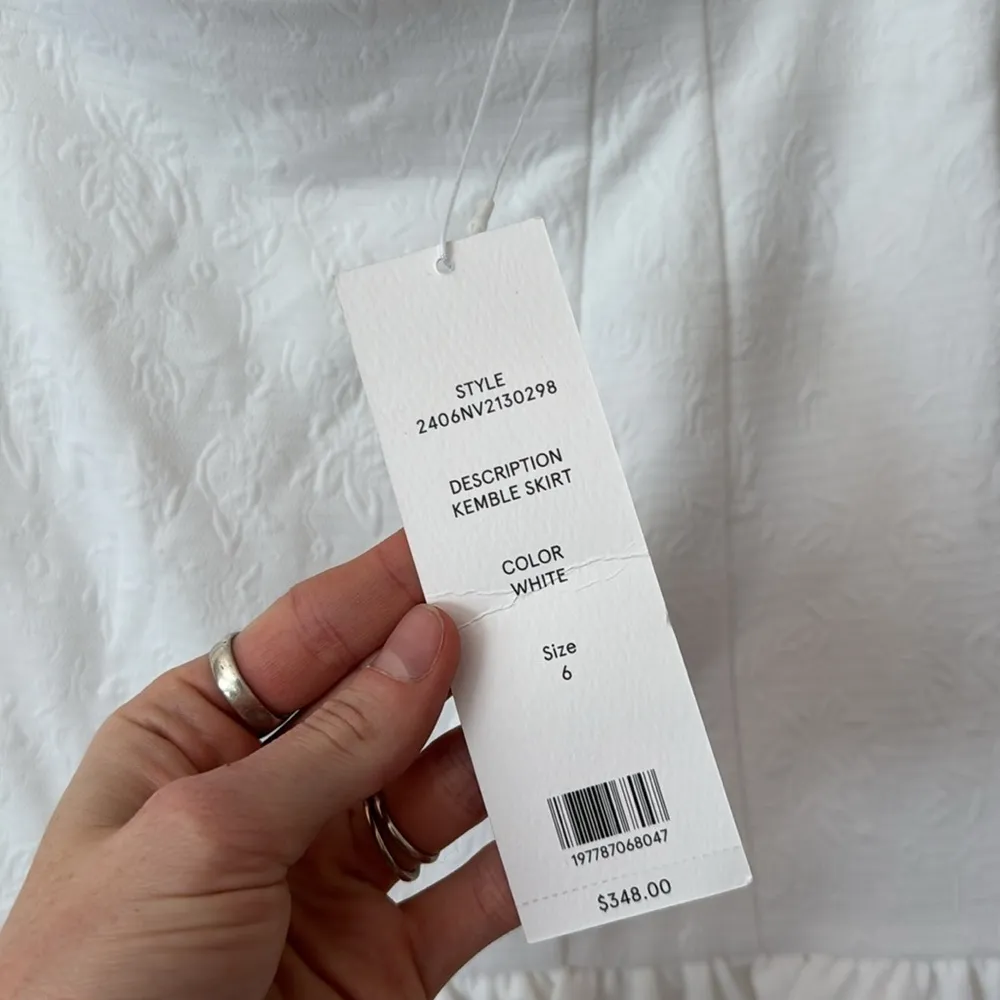 STYLE
2406NV2130298
DESCRIPTION
KEMBLE SKIRT
COLOR
WHITE
Size
6
197787068047
$348.00